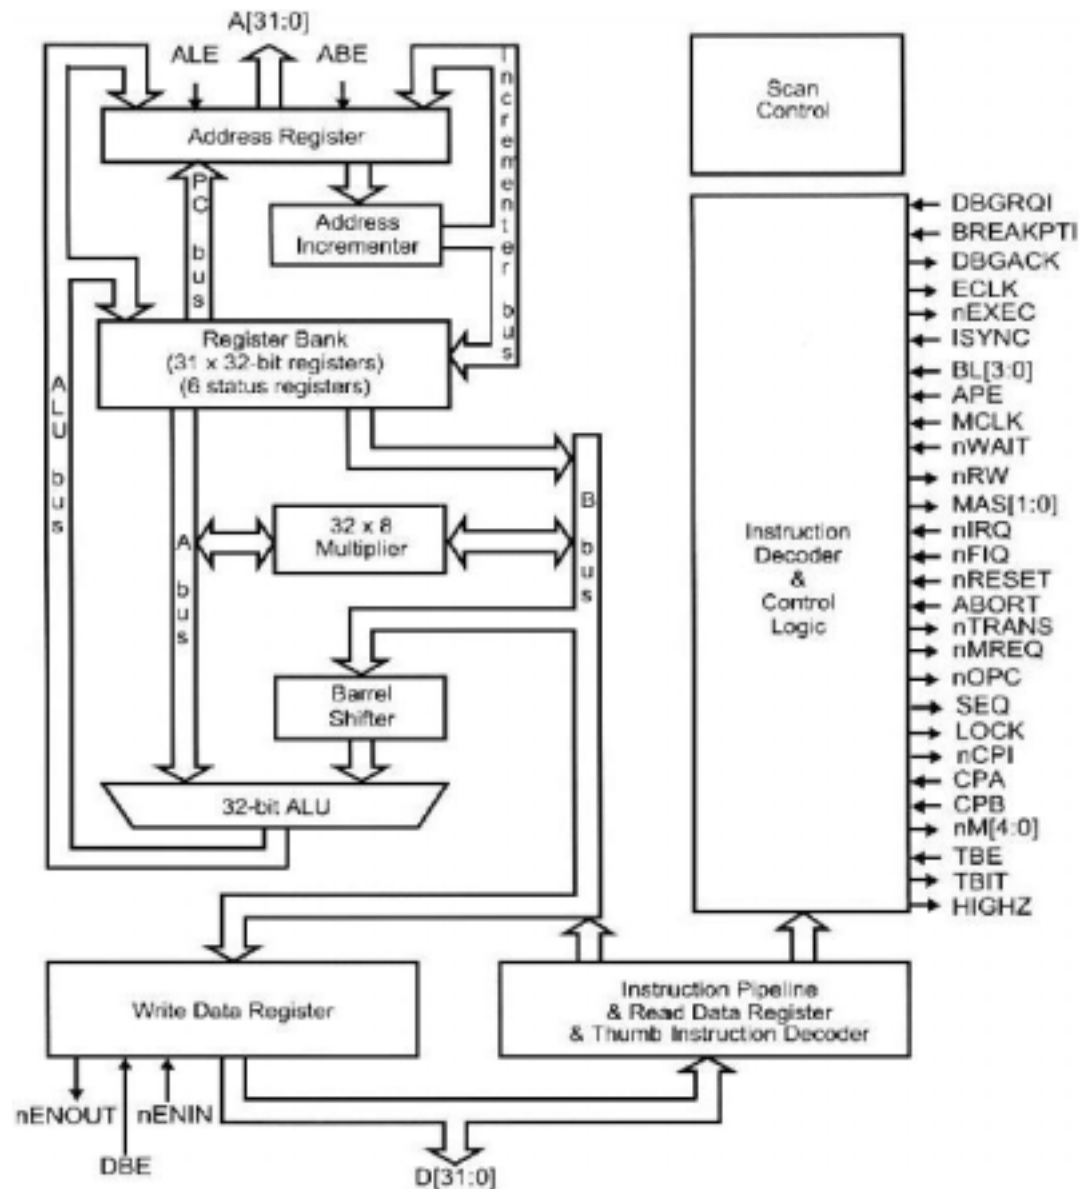 A[31:0]
ALE
ABE
Address Register
Incrementer bus
PC bus
Address
Incrementer
Register Bank
(31 x 32-bit registers)
(6 status registers)
ALU bus
A bus
B bus
32 x 8
Multiplier
Barrel
Shifter
32-bit ALU
Write Data Register
nENOUT
nENIN
DBE
D[31:0]
Instruction Pipeline
& Read Data Register
& Thumb Instruction Decoder
Scan
Control
Instruction
Decoder
&
Control
Logic
DBGRQI
BREAKPTI
DBGACK
ECLK
nEXEC
ISYNC
BL[3:0]
APE
MCLK
nWAIT
nRW
MAS[1:0]
nIRQ
nFIQ
nRESET
ABORT
nTRANS
nMREQ
nOPC
SEQ
LOCK
nCPI
CPA
CPB
nM[4:0]
TBE
TBIT
HIGHZ